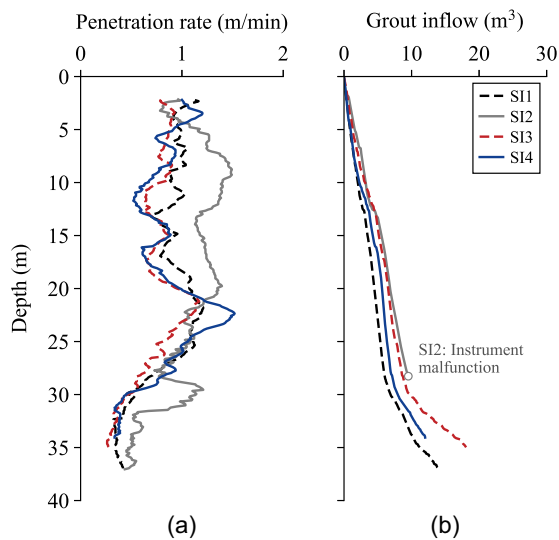 Penetration rate (m/min)
0 1 2
0
5
10
15
20
25
30
35
40
Depth (m)
(a)
Grout inflow (m³)
0 10 20 30
SI1
SI2
SI3
SI4
SI2: Instrument
malfunction
(b)